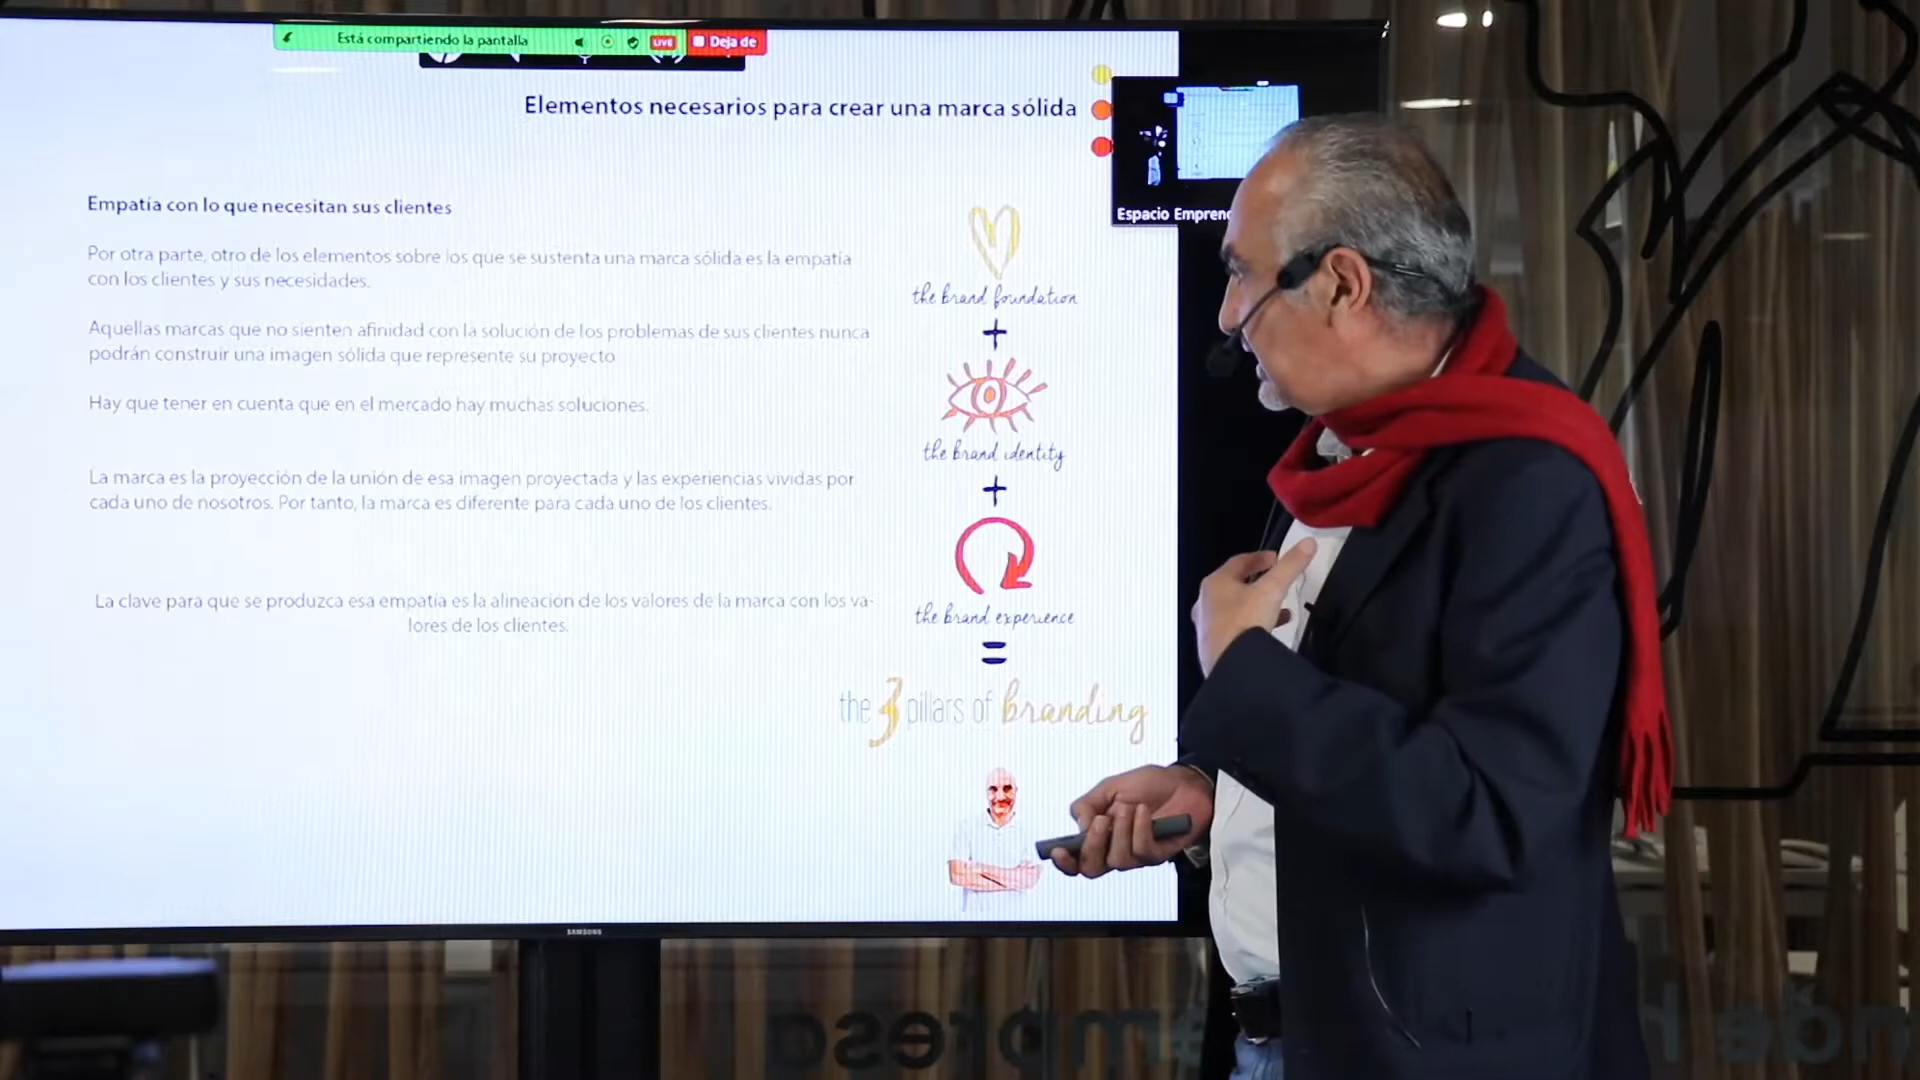 Está compartiendo la pantalla
LIVE
Deja de
Elementos necesarios para crear una marca sólida
Espacio Emprend
Empatía con lo que necesitan sus clientes
Por otra parte, otro de los elementos sobre los que se sustenta una marca sólida es la empatía
con los clientes y sus necesidades.
Aquellas marcas que no sienten afinidad con la solución de los problemas de sus clientes nunca
podrán construir una imagen sólida que represente su proyecto
Hay que tener en cuenta que en el mercado hay muchas soluciones.
La marca es la proyección de la unión de esa imagen proyectada y las experiencias vividas por
cada uno de nosotros. Por tanto, la marca es diferente para cada uno de los clientes.
La clave para que se produzca esa empatía es la alineación de los valores de la marca con los va-
lores de los clientes.
the brand foundation
+
the brand identity
+
the brand experience
=
the 3 pillars of branding
SAMSUNG